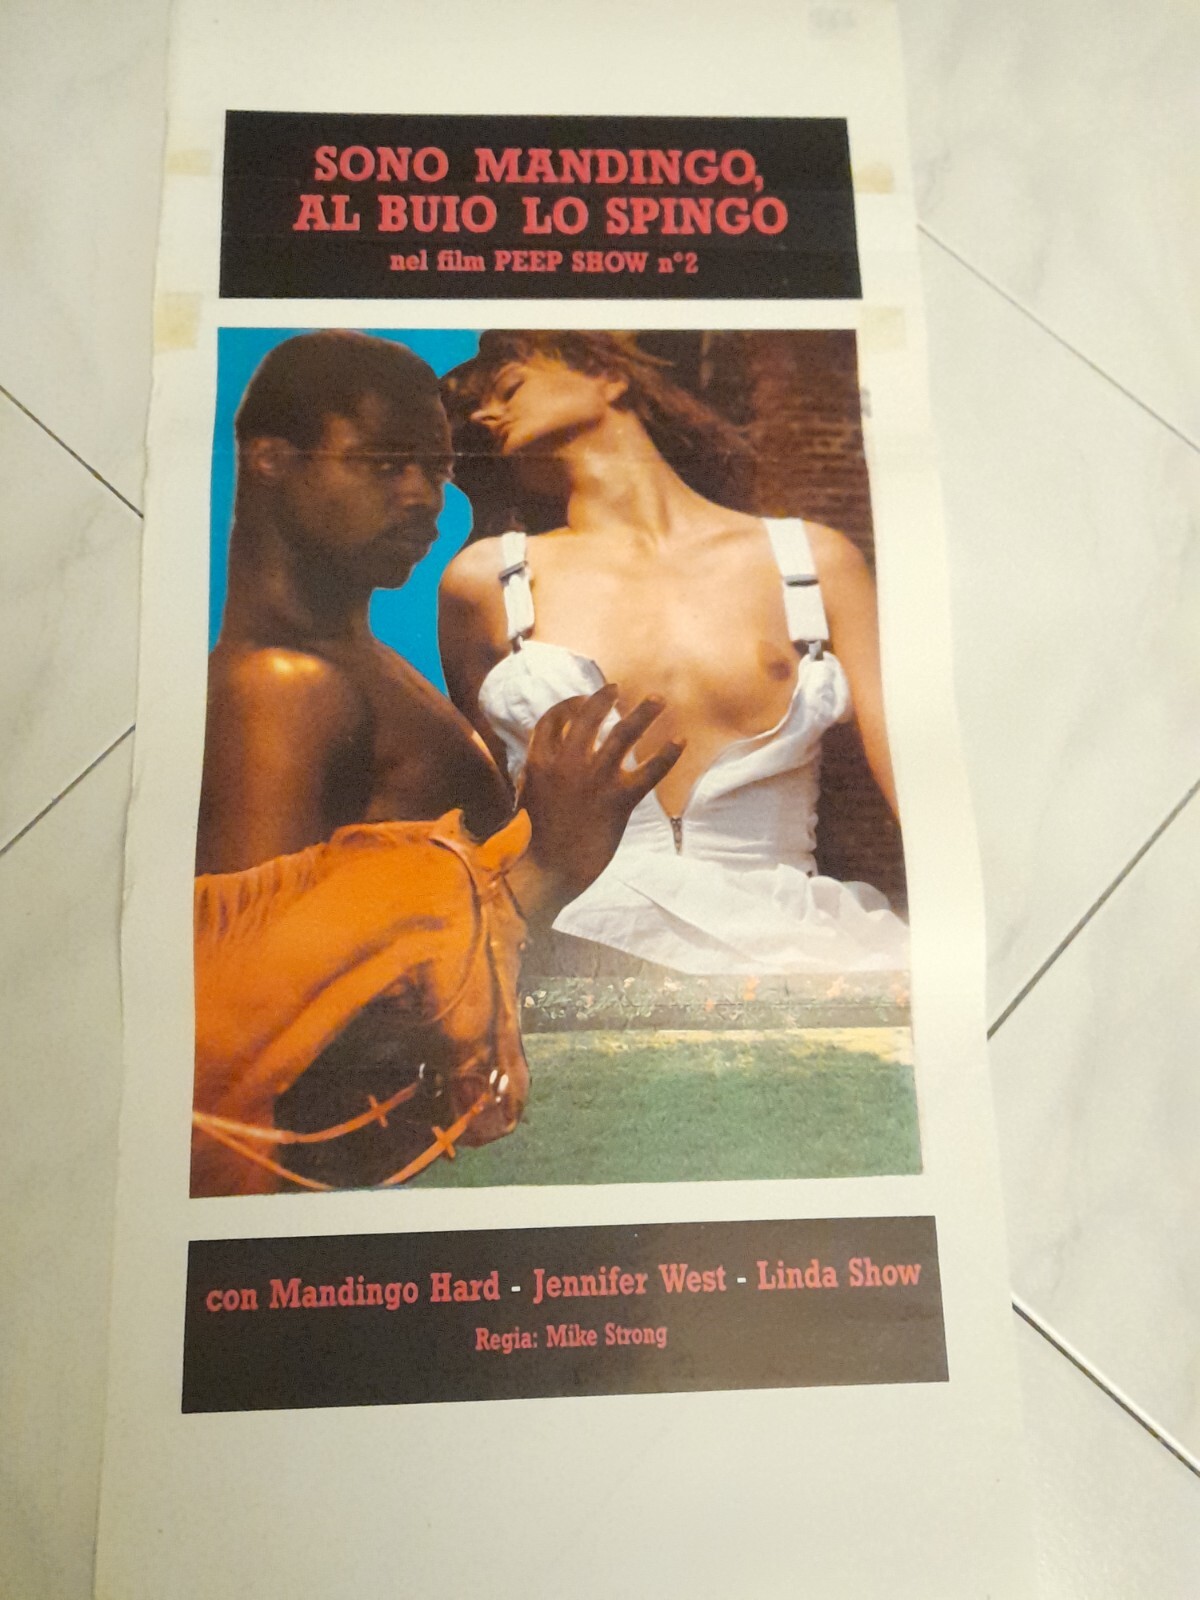 SONO MANDINGO,
AL BUIO LO SPINGO
nel film PEEP SHOW n°2
con Mandingo Hard - Jennifer West - Linda Show
Regia: Mike Strong